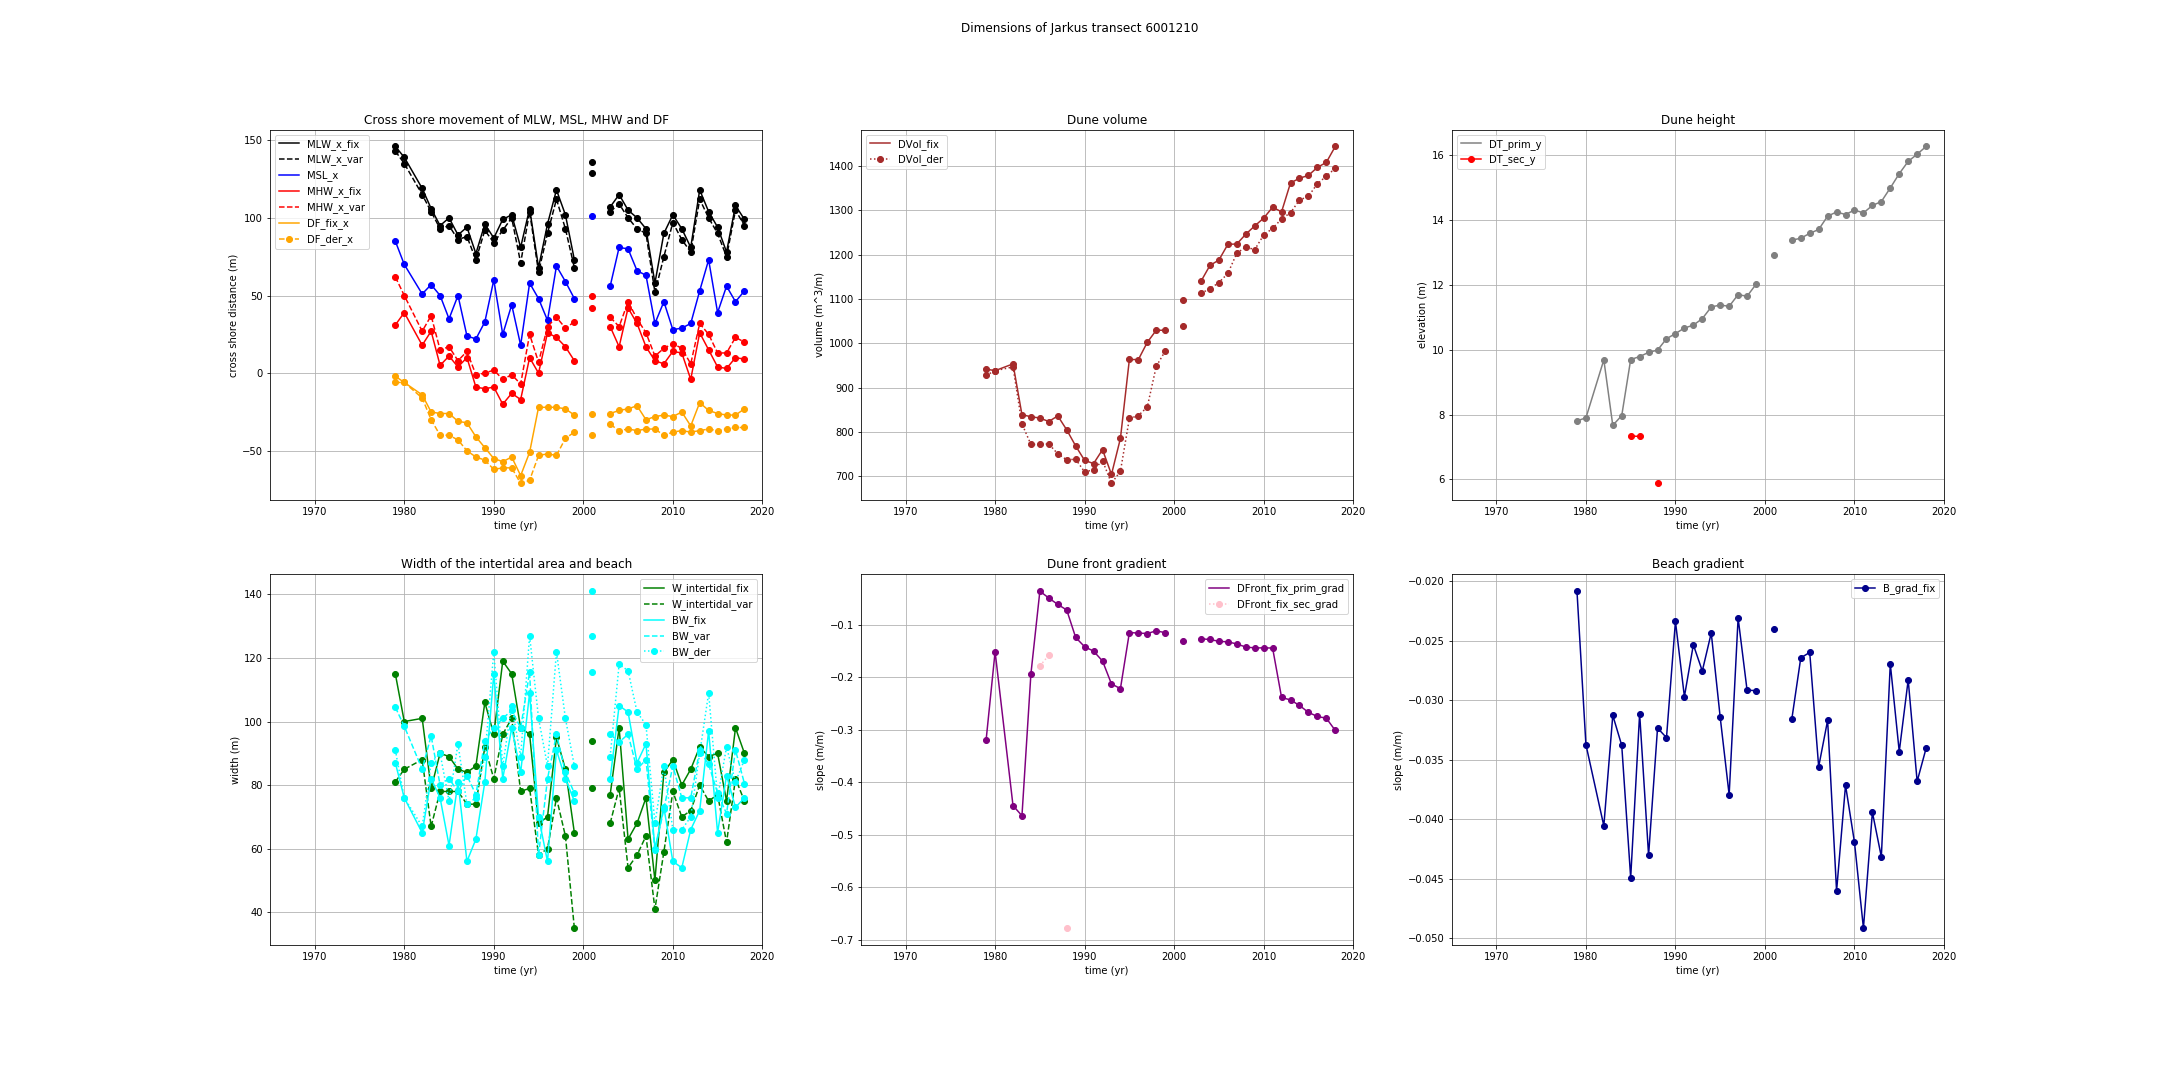 Dimensions of Jarkus transect 6001210
Cross shore movement of MLW, MSL, MHW and DF
150
100
50
0
−50
cross shore distance (m)
MLW_x_fix
MLW_x_var
MSL_x
MHW_x_fix
MHW_x_var
DF_fix_x
DF_der_x
1970 1980 1990 2000 2010 2020
time (yr)
Dune volume
1400
1300
1200
1100
1000
900
800
700
volume (m^3/m)
DVol_fix
DVol_der
1970 1980 1990 2000 2010 2020
time (yr)
Dune height
16
14
12
10
8
6
elevation (m)
DT_prim_y
DT_sec_y
1970 1980 1990 2000 2010 2020
time (yr)
Width of the intertidal area and beach
140
120
100
80
60
40
width (m)
W_intertidal_fix
W_intertidal_var
BW_fix
BW_var
BW_der
1970 1980 1990 2000 2010 2020
time (yr)
Dune front gradient
−0.1
−0.2
−0.3
−0.4
−0.5
−0.6
−0.7
slope (m/m)
DFront_fix_prim_grad
DFront_fix_sec_grad
1970 1980 1990 2000 2010 2020
time (yr)
Beach gradient
−0.020
−0.025
−0.030
−0.035
−0.040
−0.045
−0.050
slope (m/m)
B_grad_fix
1970 1980 1990 2000 2010 2020
time (yr)